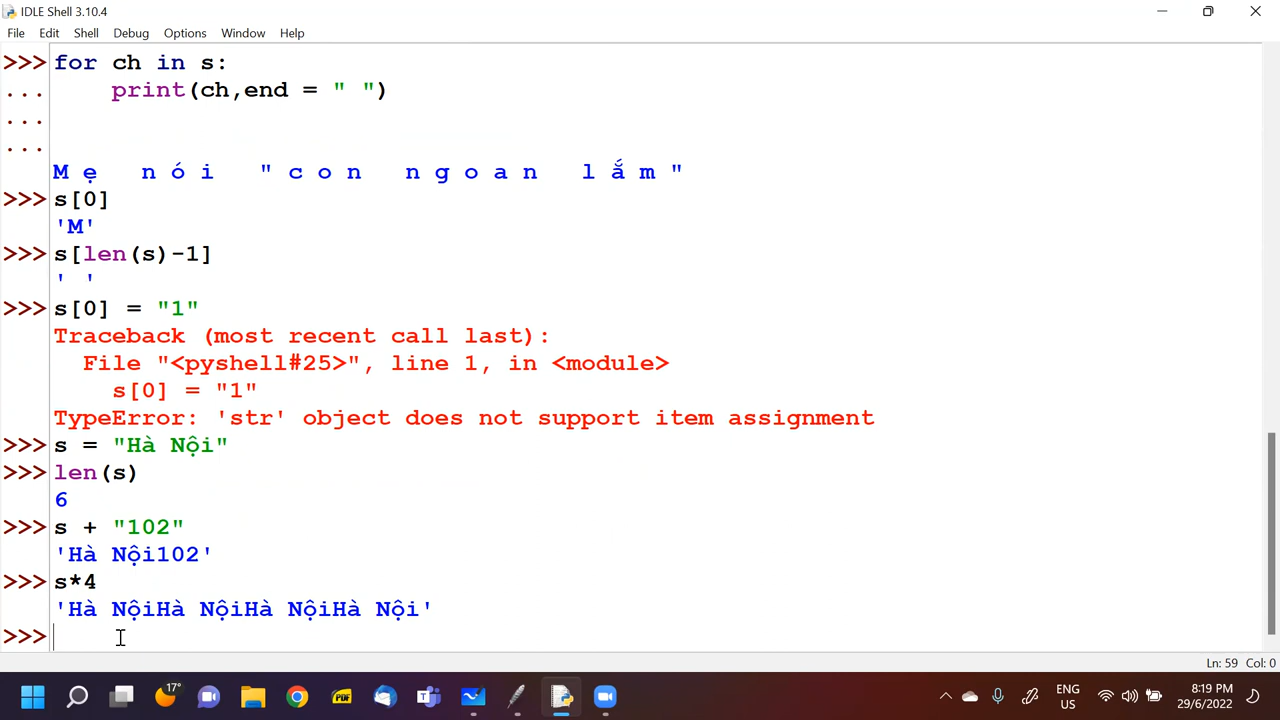 IDLE Shell 3.10.4
File Edit Shell Debug Options Window Help
>>> for ch in s:
... print(ch,end = " ")
...
...
M ẹ   n ó i   " c o n   n g o a n   l ắ m "
>>> s[0]
'M'
>>> s[len(s)-1]
' '
>>> s[0] = "1"
Traceback (most recent call last):
File "<pyshell#25>", line 1, in <module>
s[0] = "1"
TypeError: 'str' object does not support item assignment
>>> s = "Hà Nội"
>>> len(s)
6
>>> s + "102"
'Hà Nội102'
>>> s*4
'Hà NộiHà NộiHà NộiHà Nội'
>>>
Ln: 59 Col: 0
17°
PDF
ENG
US
8:19 PM
29/6/2022